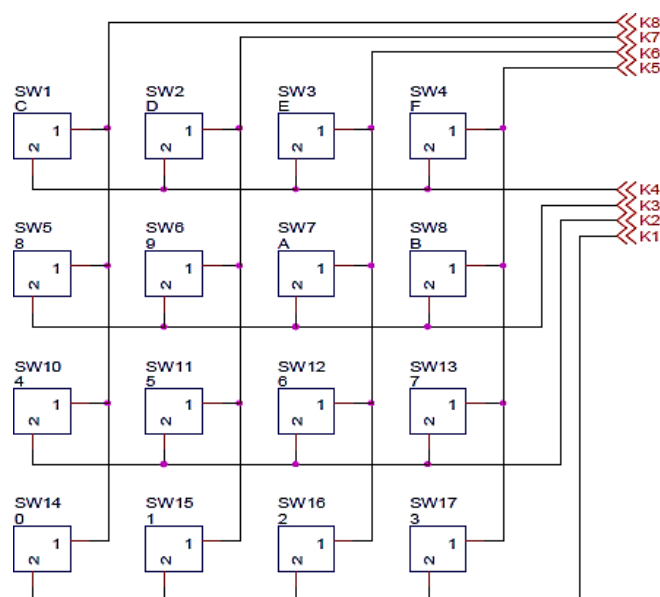 K8
K7
K6
K5
SW1 SW2 SW3 SW4
C D E F
1 1 1 1
2 2 2 2
K4
K3
K2
K1
SW5 SW6 SW7 SW8
8 9 A B
1 1 1 1
2 2 2 2
SW10 SW11 SW12 SW13
4 5 6 7
1 1 1 1
2 2 2 2
SW14 SW15 SW16 SW17
0 1 2 3
1 1 1 1
2 2 2 2